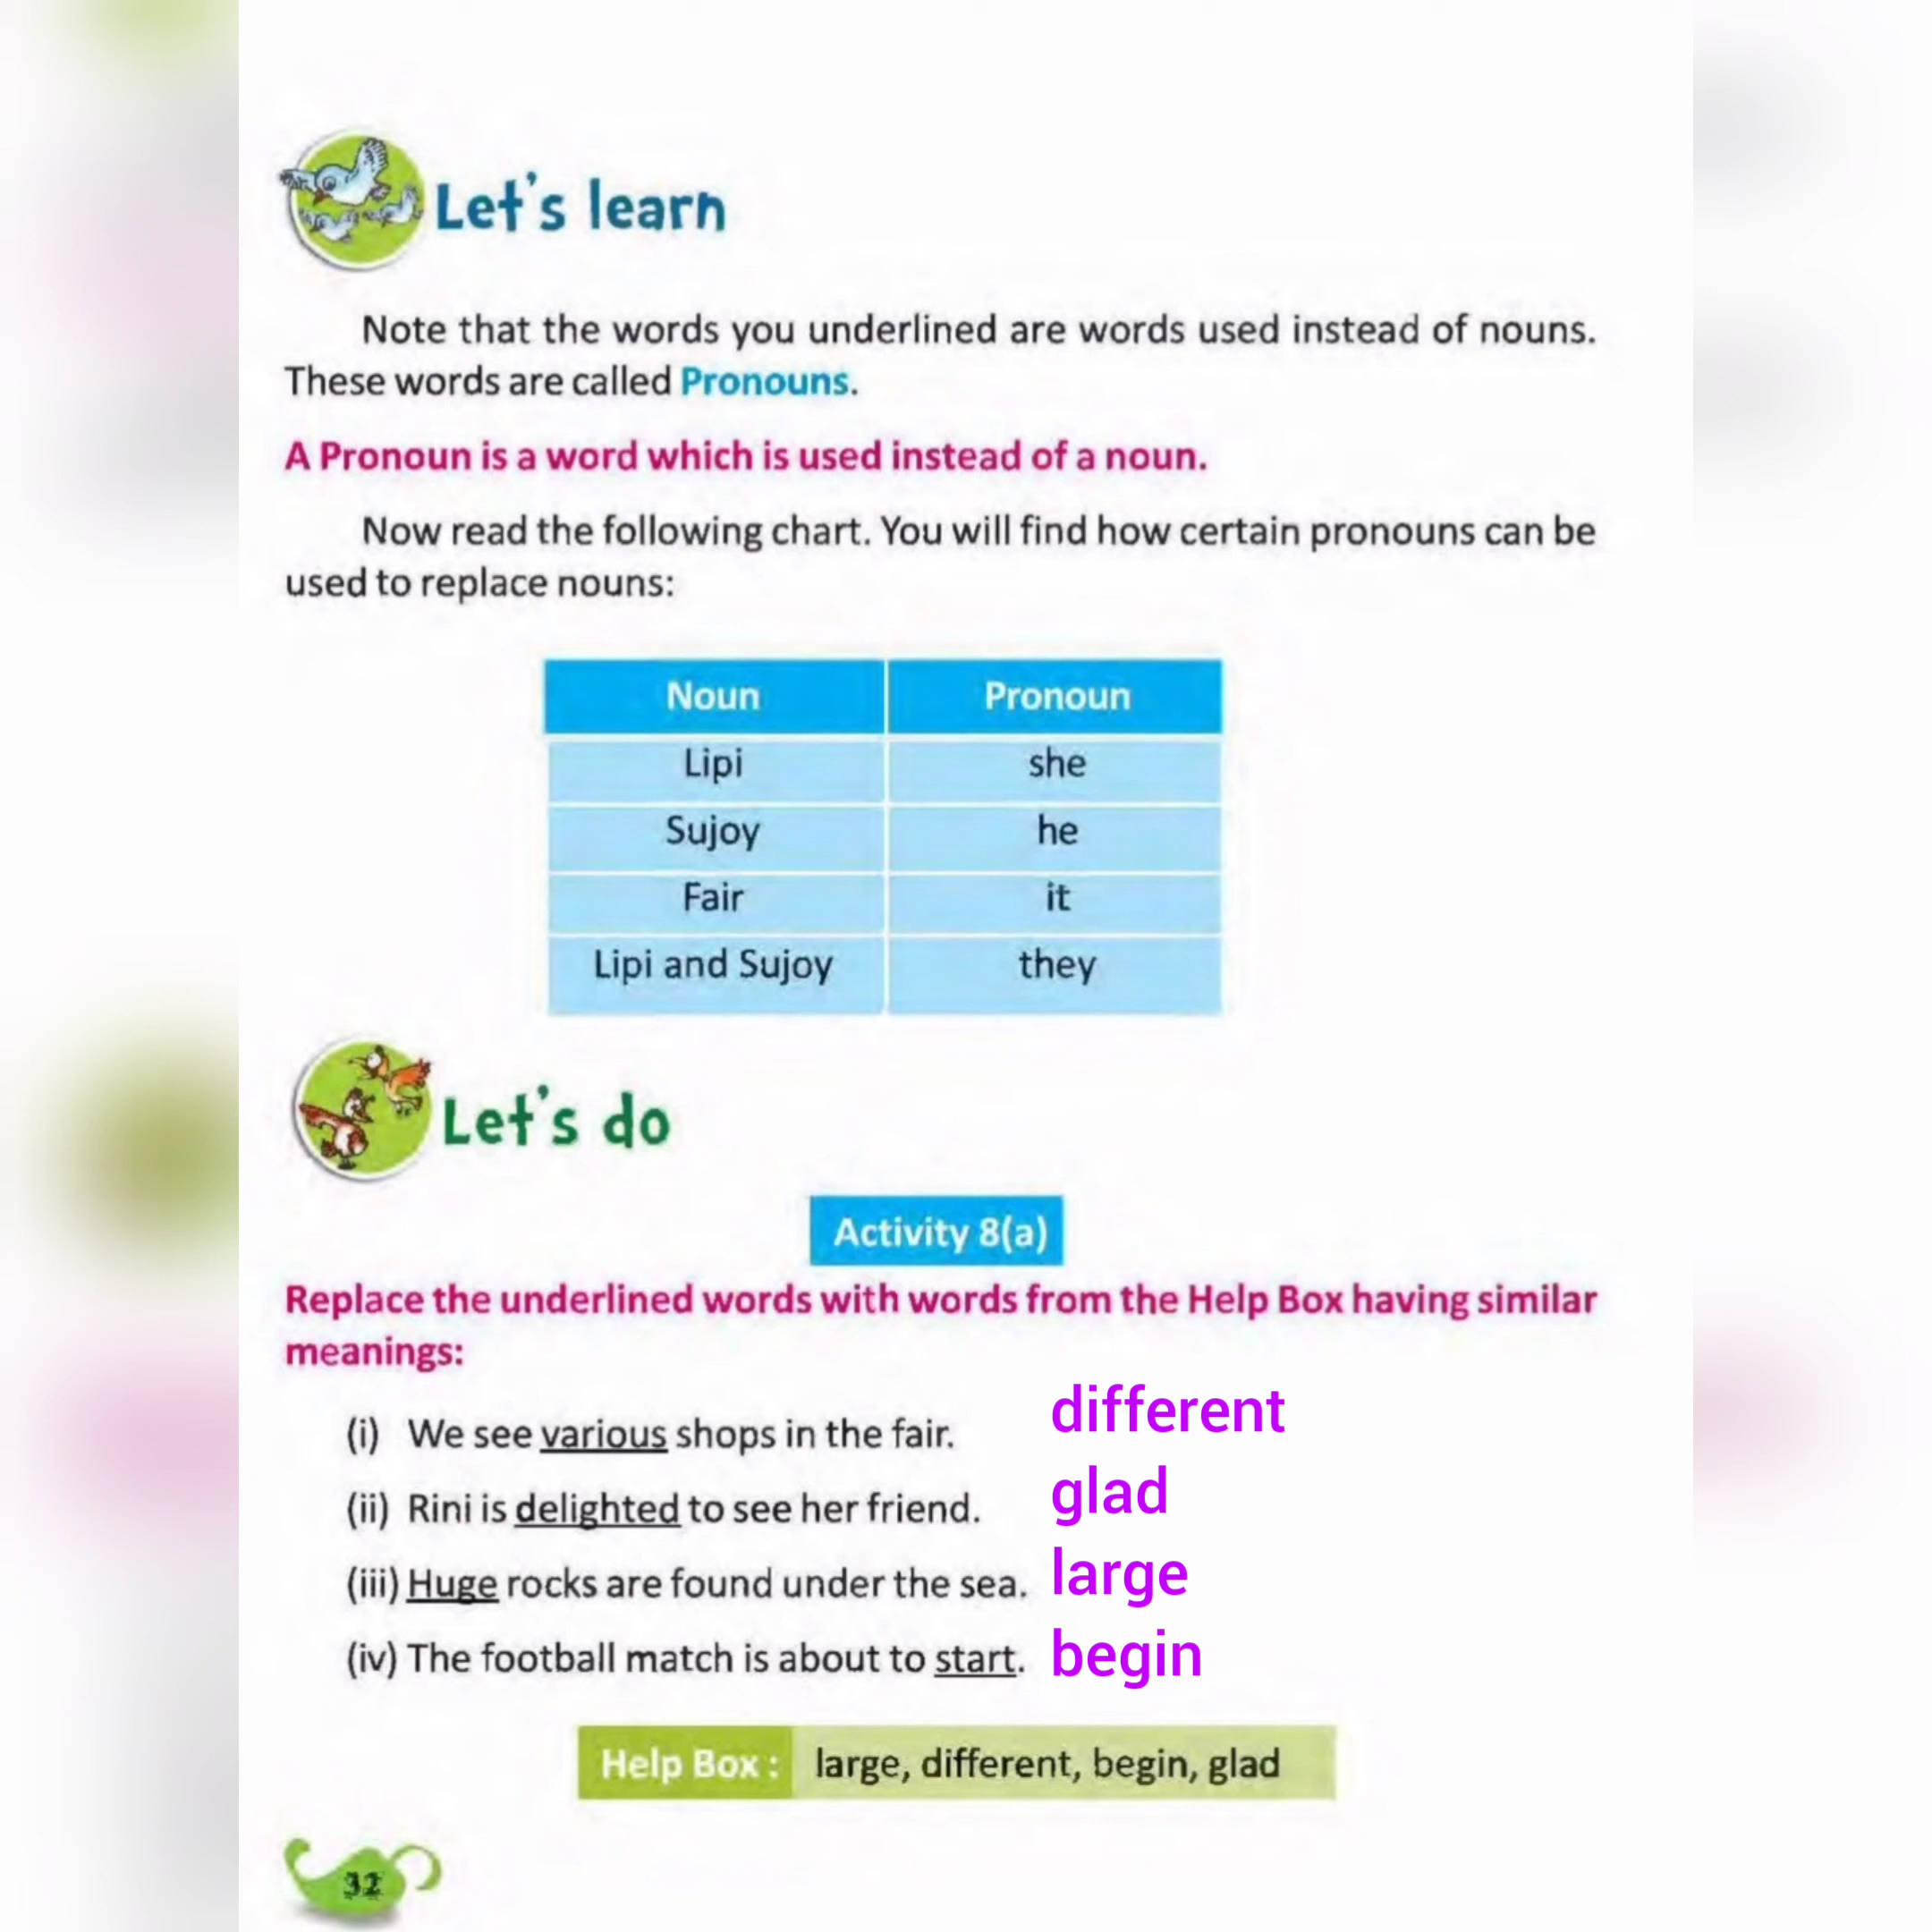 Let's learn
Note that the words you underlined are words used instead of nouns.
These words are called Pronouns.
A Pronoun is a word which is used instead of a noun.
Now read the following chart. You will find how certain pronouns can be
used to replace nouns:
Noun Pronoun
Lipi she
Sujoy he
Fair it
Lipi and Sujoy they
Let's do
Activity 8(a)
Replace the underlined words with words from the Help Box having similar
meanings:
(i) We see various shops in the fair. different
(ii) Rini is delighted to see her friend. glad
(iii) Huge rocks are found under the sea. large
(iv) The football match is about to start. begin
Help Box : large, different, begin, glad
32